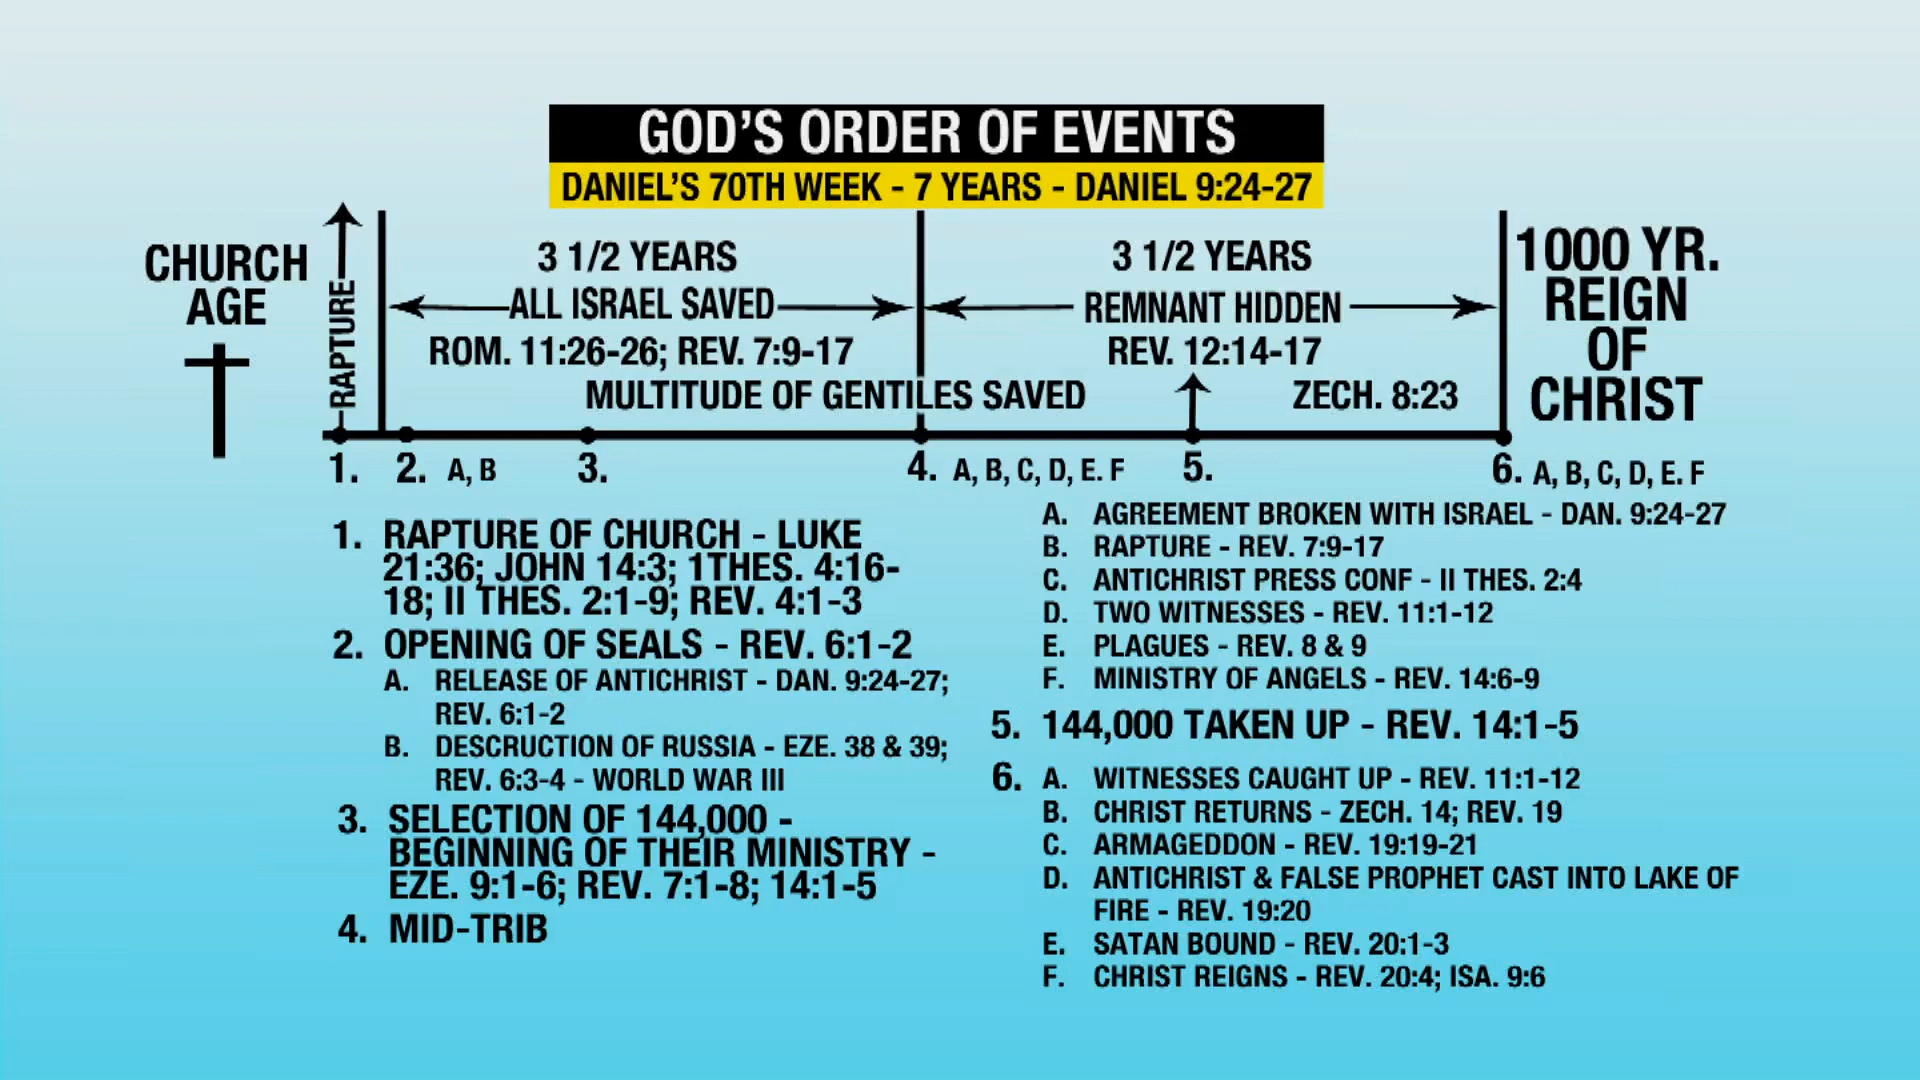 GOD'S ORDER OF EVENTS
DANIEL'S 70TH WEEK - 7 YEARS - DANIEL 9:24-27
CHURCH
AGE
RAPTURE
3 1/2 YEARS
ALL ISRAEL SAVED
ROM. 11:26-26; REV. 7:9-17
MULTITUDE OF GENTILES SAVED
3 1/2 YEARS
REMNANT HIDDEN
REV. 12:14-17
ZECH. 8:23
1000 YR.
REIGN
OF
CHRIST
1. 2. A, B 3. 4. A, B, C, D, E. F 5. 6. A, B, C, D, E. F
1. RAPTURE OF CHURCH - LUKE
21:36; JOHN 14:3; 1THES. 4:16-
18; II THES. 2:1-9; REV. 4:1-3
2. OPENING OF SEALS - REV. 6:1-2
A. RELEASE OF ANTICHRIST - DAN. 9:24-27;
REV. 6:1-2
B. DESCRUCTION OF RUSSIA - EZE. 38 & 39;
REV. 6:3-4 - WORLD WAR III
3. SELECTION OF 144,000 -
BEGINNING OF THEIR MINISTRY -
EZE. 9:1-6; REV. 7:1-8; 14:1-5
4. MID-TRIB
A. AGREEMENT BROKEN WITH ISRAEL - DAN. 9:24-27
B. RAPTURE - REV. 7:9-17
C. ANTICHRIST PRESS CONF - II THES. 2:4
D. TWO WITNESSES - REV. 11:1-12
E. PLAGUES - REV. 8 & 9
F. MINISTRY OF ANGELS - REV. 14:6-9
5. 144,000 TAKEN UP - REV. 14:1-5
6. A. WITNESSES CAUGHT UP - REV. 11:1-12
B. CHRIST RETURNS - ZECH. 14; REV. 19
C. ARMAGEDDON - REV. 19:19-21
D. ANTICHRIST & FALSE PROPHET CAST INTO LAKE OF
FIRE - REV. 19:20
E. SATAN BOUND - REV. 20:1-3
F. CHRIST REIGNS - REV. 20:4; ISA. 9:6